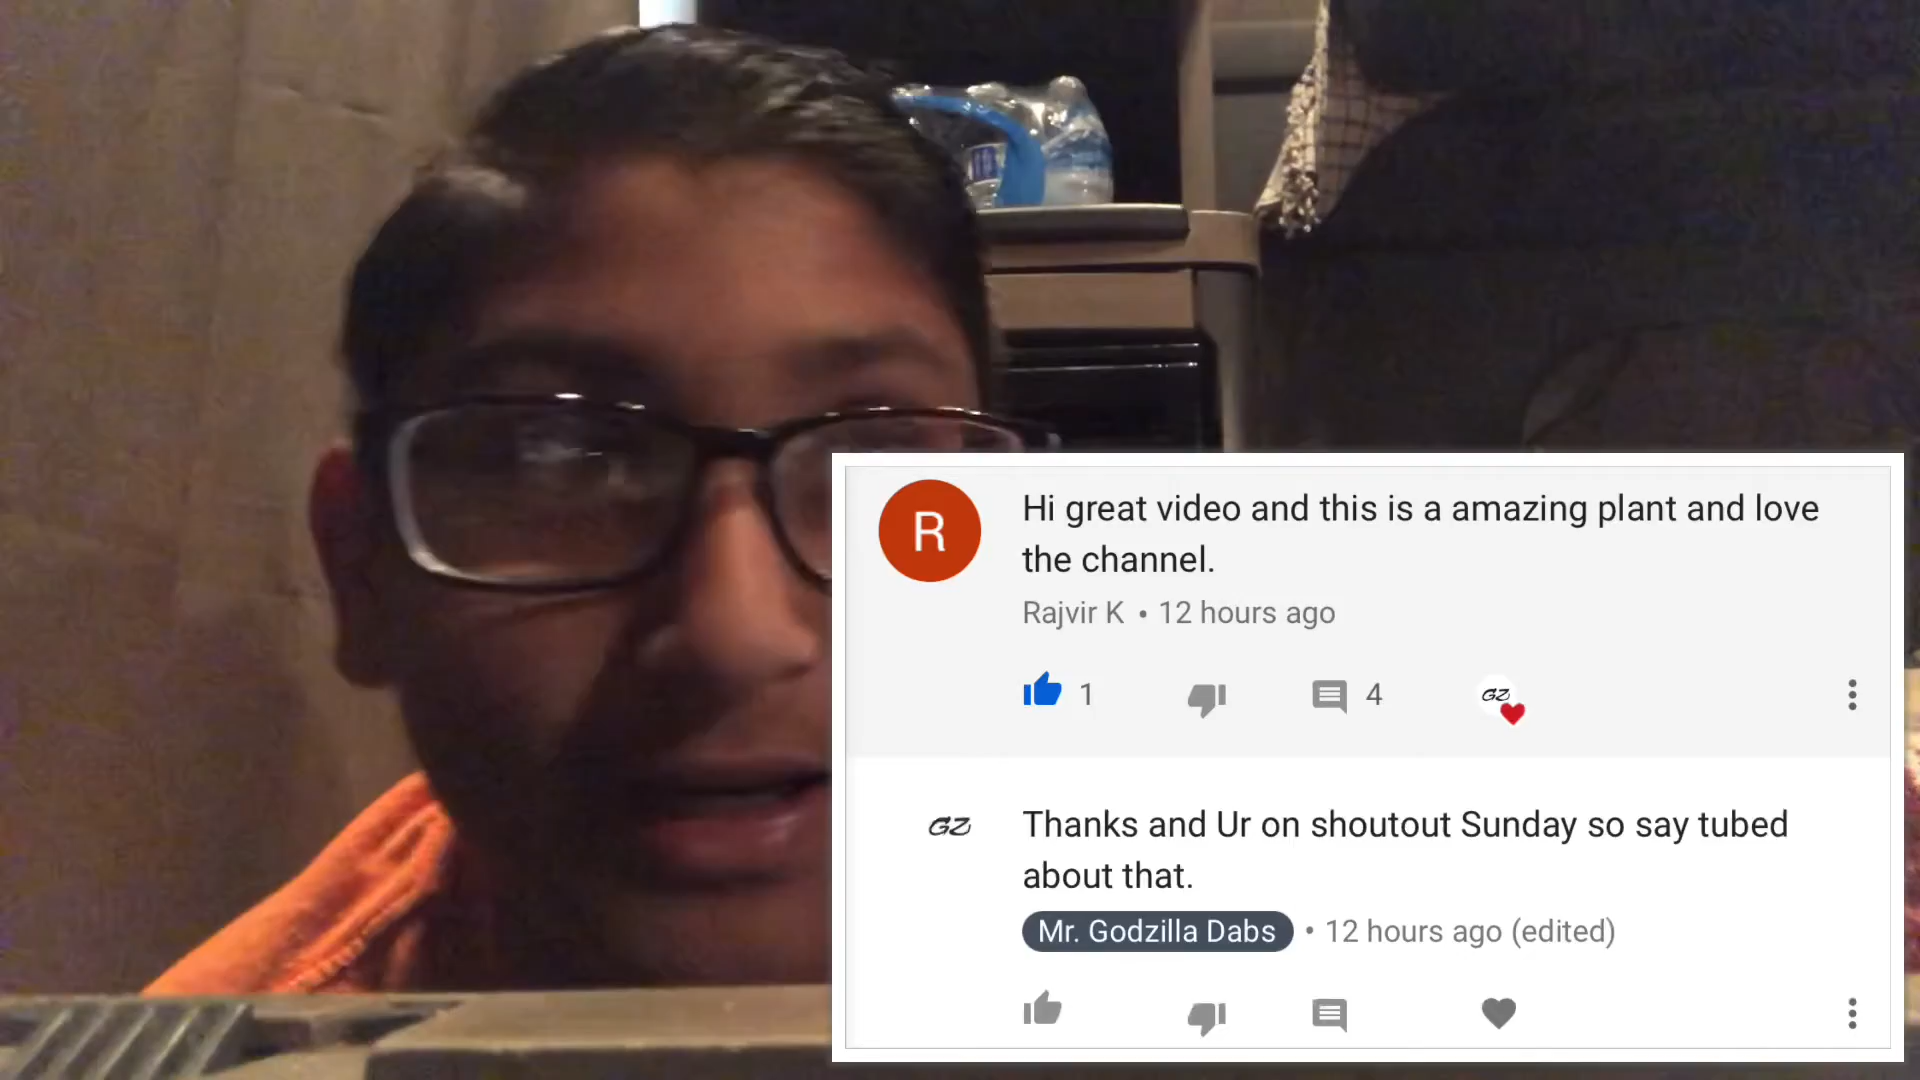 R
Hi great video and this is a amazing plant and love
the channel.
Rajvir K • 12 hours ago
1
4
GZ
GZ
Thanks and Ur on shoutout Sunday so say tubed
about that.
Mr. Godzilla Dabs • 12 hours ago (edited)